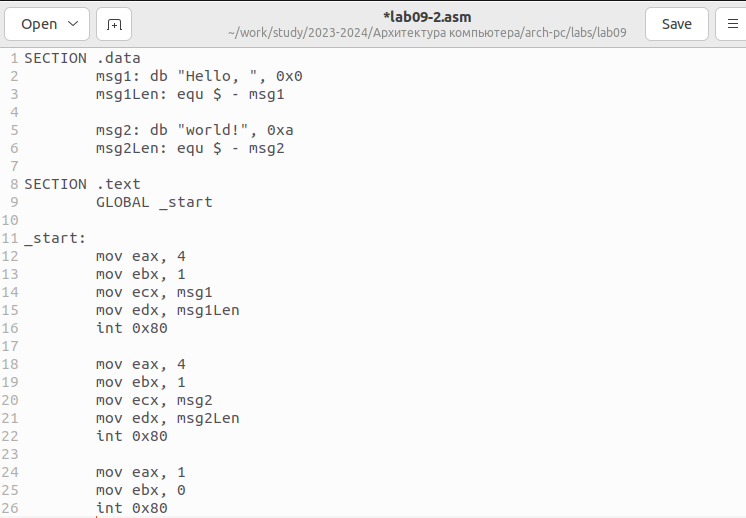 Open
*lab09-2.asm
~/work/study/2023-2024/Архитектура компьютера/arch-pc/labs/lab09
Save
1 SECTION .data
2         msg1: db "Hello, ", 0x0
3         msg1Len: equ $ - msg1
4
5         msg2: db "world!", 0xa
6         msg2Len: equ $ - msg2
7
8 SECTION .text
9         GLOBAL _start
10
11 _start:
12         mov eax, 4
13         mov ebx, 1
14         mov ecx, msg1
15         mov edx, msg1Len
16         int 0x80
17
18         mov eax, 4
19         mov ebx, 1
20         mov ecx, msg2
21         mov edx, msg2Len
22         int 0x80
23
24         mov eax, 1
25         mov ebx, 0
26         int 0x80